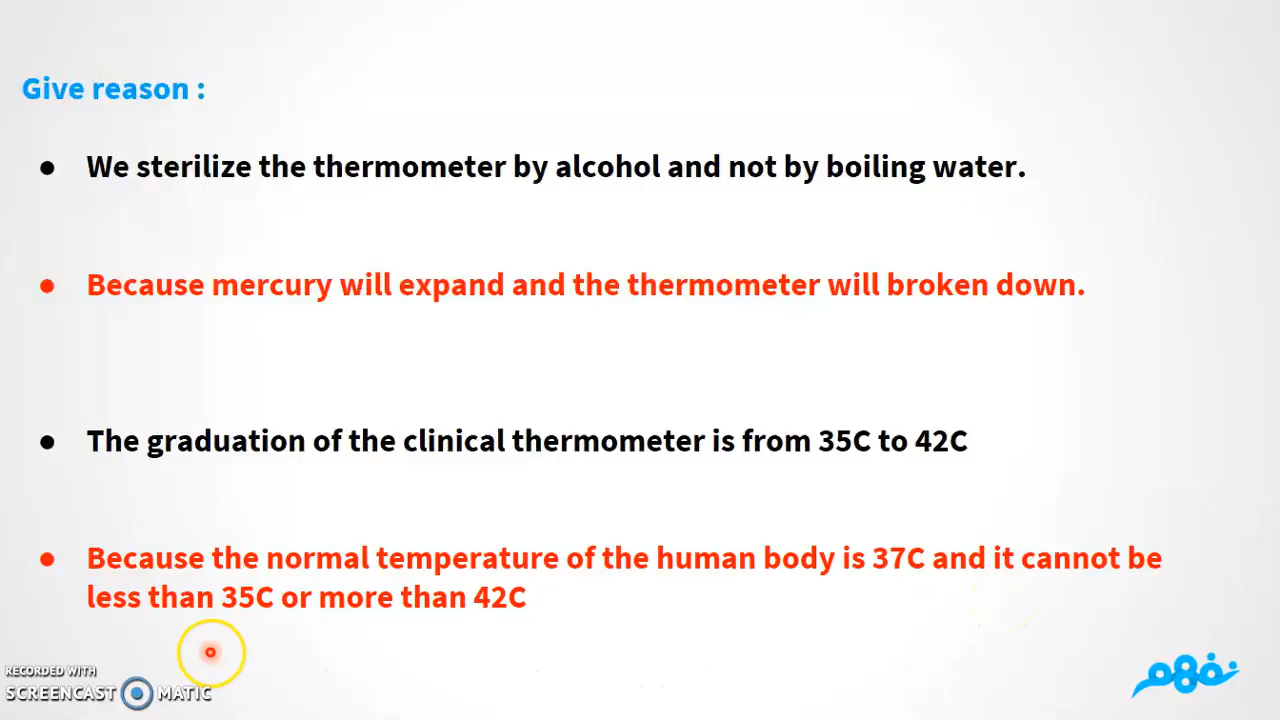 Give reason :
● We sterilize the thermometer by alcohol and not by boiling water.
● Because mercury will expand and the thermometer will broken down.
● The graduation of the clinical thermometer is from 35C to 42C
● Because the normal temperature of the human body is 37C and it cannot be
less than 35C or more than 42C
RECORDED WITH
SCREENCAST MATIC
نفهم